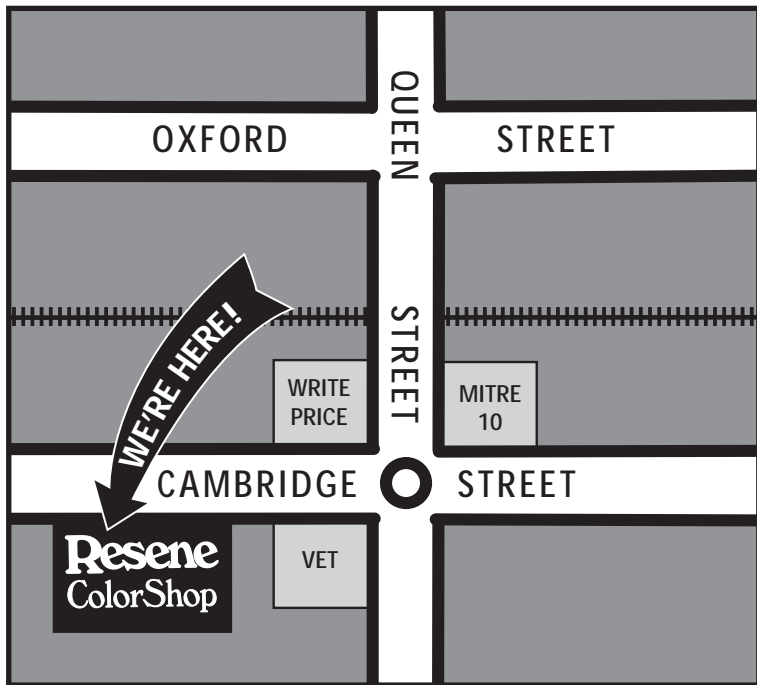 QUEEN STREET
OXFORD STREET
WE'RE HERE!
WRITE
PRICE
MITRE
10
CAMBRIDGE STREET
Resene
ColorShop
VET